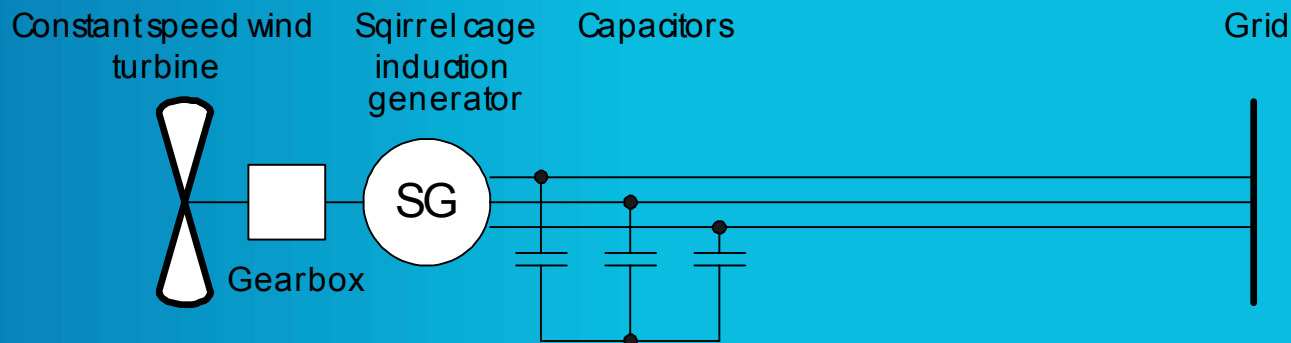 Constant speed wind
turbine
Sqirrel cage
induction
generator
Capacitors
Grid
SG
Gearbox